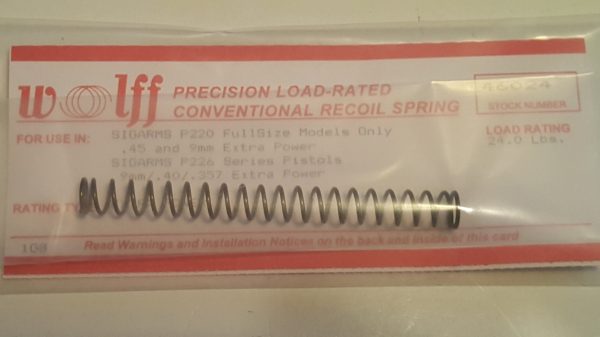 wolff
PRECISION LOAD-RATED
CONVENTIONAL RECOIL SPRING
46024
STOCK NUMBER
FOR USE IN:
SIGARMS P220 FullSize Models Only
.45 and 9mm Extra Power
SIGARMS P226 Series Pistols
9mm/.40/.357 Extra Power
LOAD RATING
24.0 Lbs.
RATING
108
Read Warnings and Installation Notices on the back and inside of this card